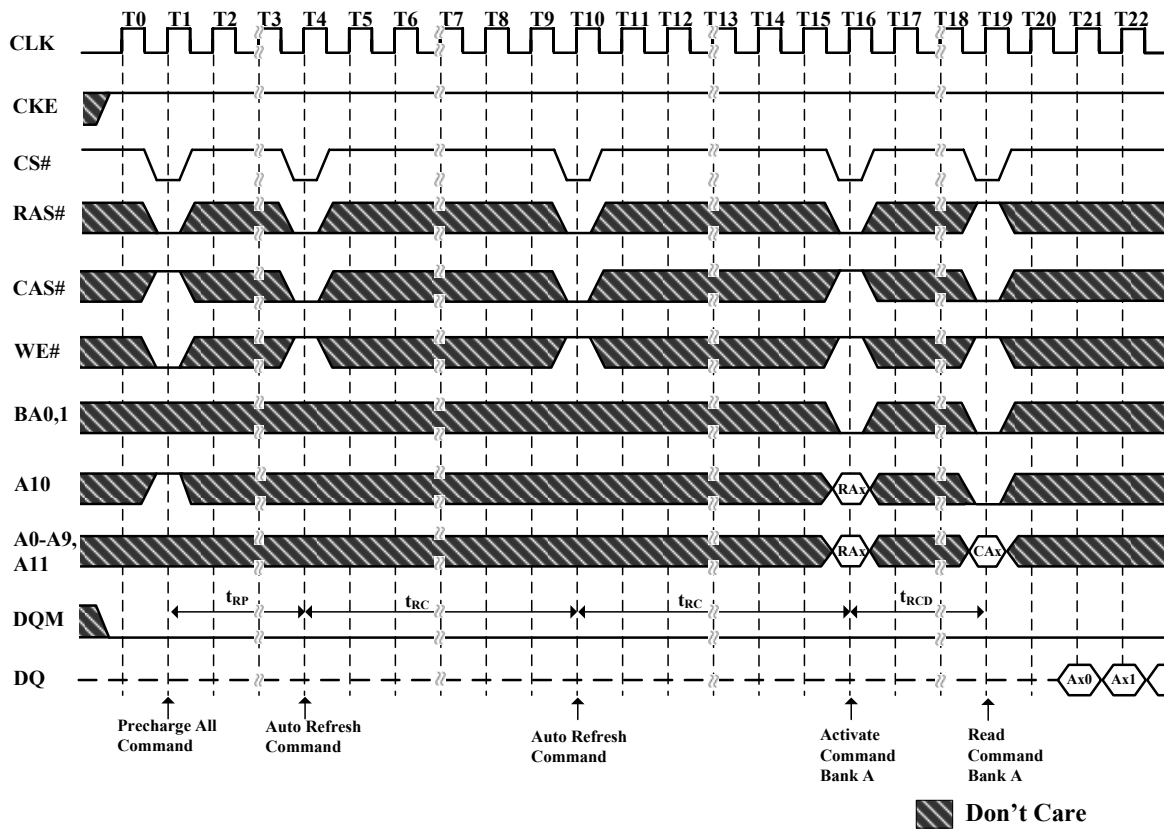 T0 T1 T2 T3 T4 T5 T6 T7 T8 T9 T10 T11 T12 T13 T14 T15 T16 T17 T18 T19 T20 T21 T22
CLK
CKE
CS#
RAS#
CAS#
WE#
BA0,1
A10
RAx
A0-A9,
A11
RAx
CAx
tRP
tRC
tRC
tRCD
DQM
DQ
Ax0
Ax1
Precharge All
Command
Auto Refresh
Command
Auto Refresh
Command
Activate
Command
Bank A
Read
Command
Bank A
Don't Care